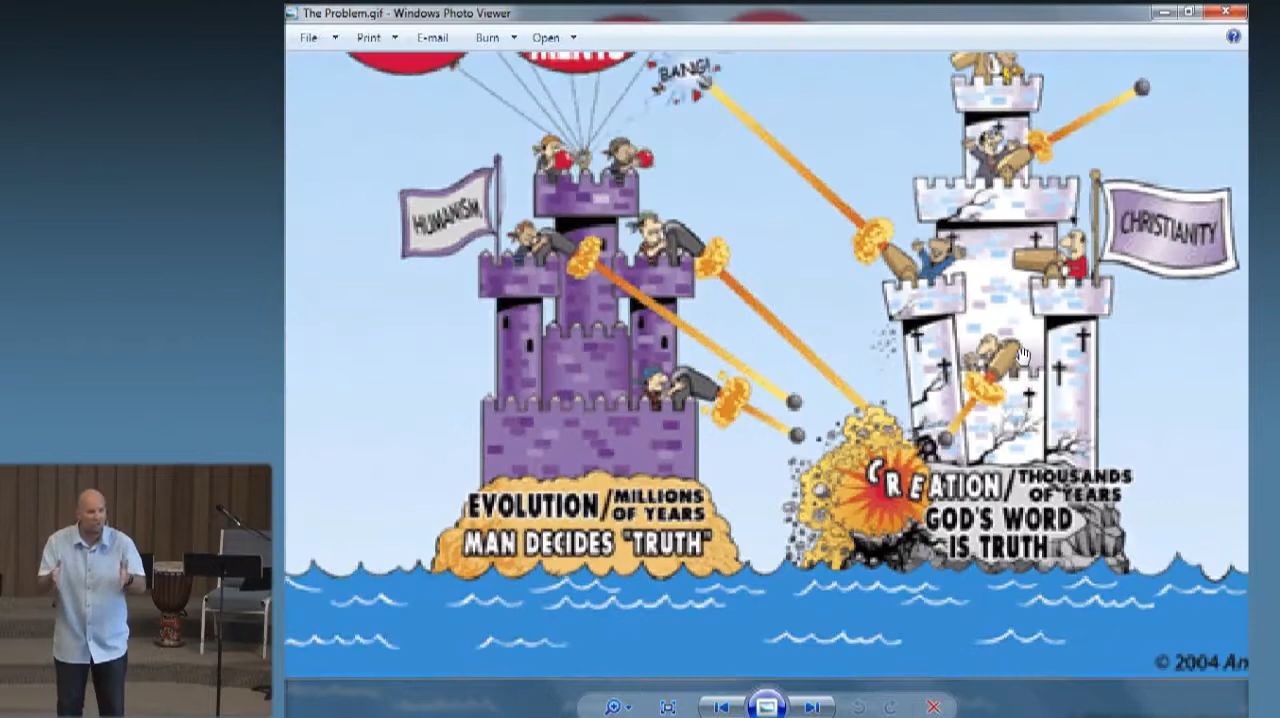 The Problem.gif - Windows Photo Viewer
File Print E-mail Burn Open
BANG!
HUMANISM
CHRISTIANITY
EVOLUTION/MILLIONS OF YEARS
MAN DECIDES "TRUTH"
CREATION/THOUSANDS OF YEARS
GOD'S WORD
IS TRUTH
© 2004